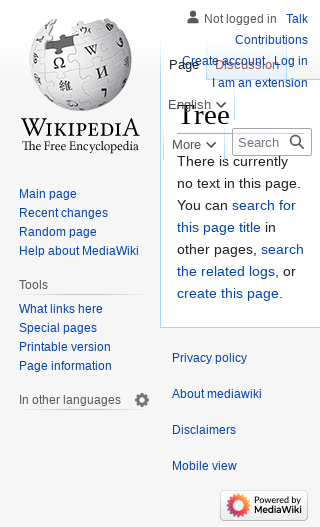 Not logged in Talk
Contributions
Create account Log in
I am an extension
WIKIPEDIA
The Free Encyclopedia
Page Discussion
English
More
Search
Tree
There is currently
no text in this page.
You can search for
this page title in
other pages, search
the related logs, or
create this page.
Main page
Recent changes
Random page
Help about MediaWiki
Tools
What links here
Special pages
Printable version
Page information
In other languages
Privacy policy
About mediawiki
Disclaimers
Mobile view
Powered by
MediaWiki